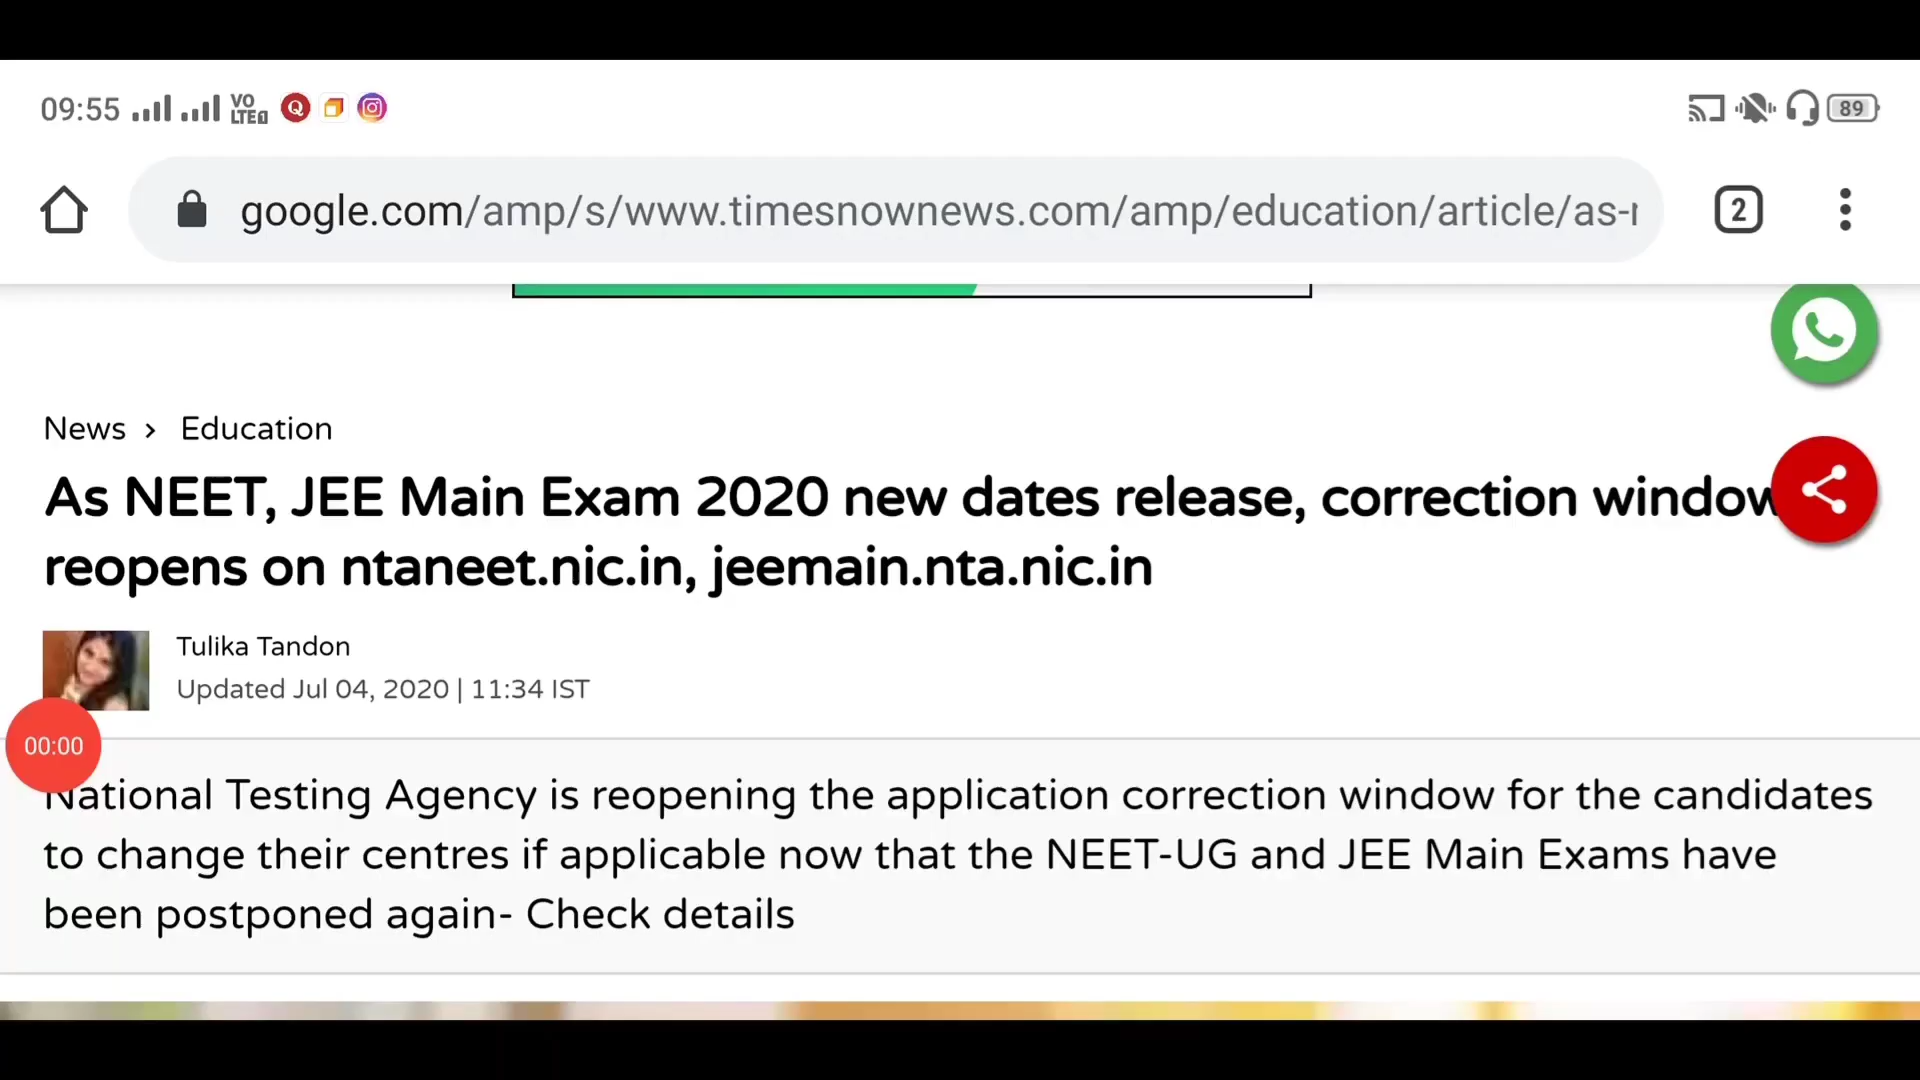 09:55 VO LTE1 Q 89
google.com/amp/s/www.timesnownews.com/amp/education/article/as-r
2
News › Education
As NEET, JEE Main Exam 2020 new dates release, correction window
reopens on ntaneet.nic.in, jeemain.nta.nic.in
Tulika Tandon
Updated Jul 04, 2020 | 11:34 IST
00:00
National Testing Agency is reopening the application correction window for the candidates
to change their centres if applicable now that the NEET-UG and JEE Main Exams have
been postponed again- Check details